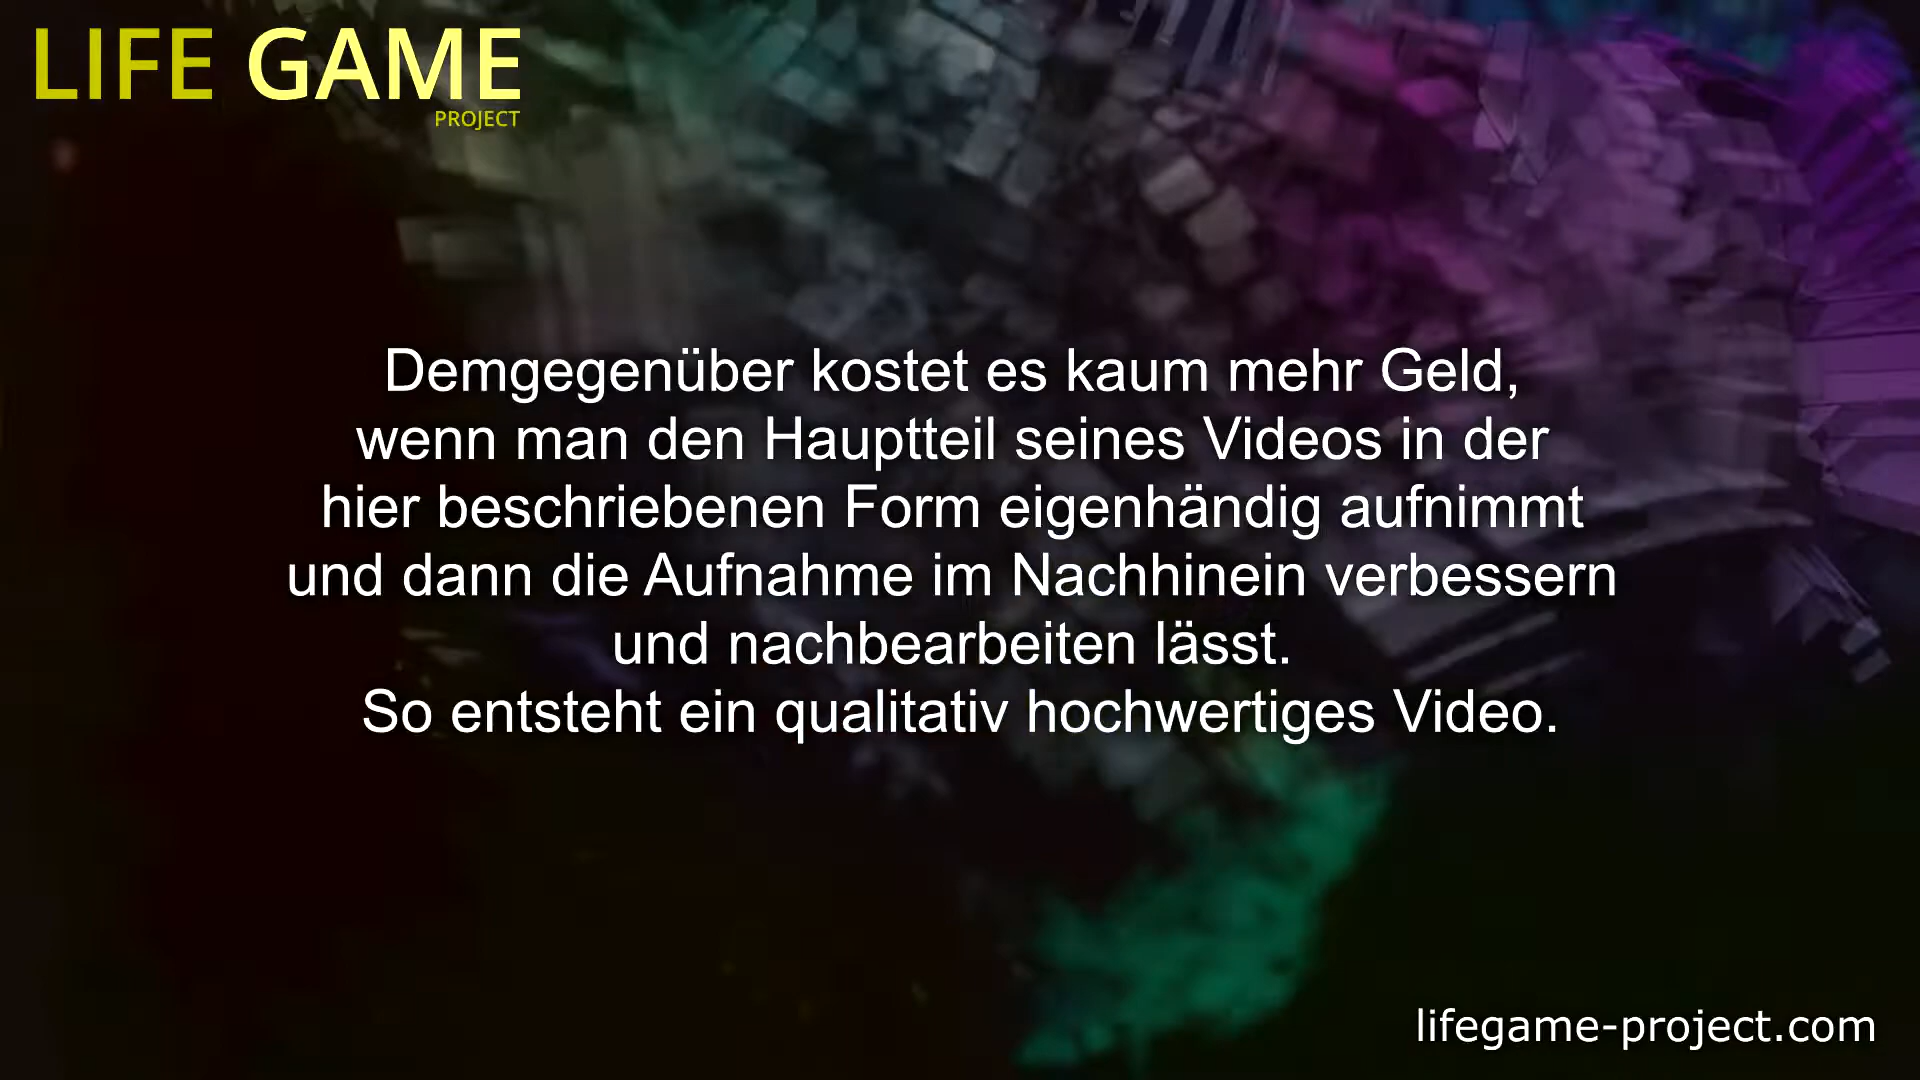 LIFE GAME
PROJECT
Demgegenüber kostet es kaum mehr Geld,
wenn man den Hauptteil seines Videos in der
hier beschriebenen Form eigenhändig aufnimmt
und dann die Aufnahme im Nachhinein verbessern
und nachbearbeiten lässt.
So entsteht ein qualitativ hochwertiges Video.
lifegame-project.com